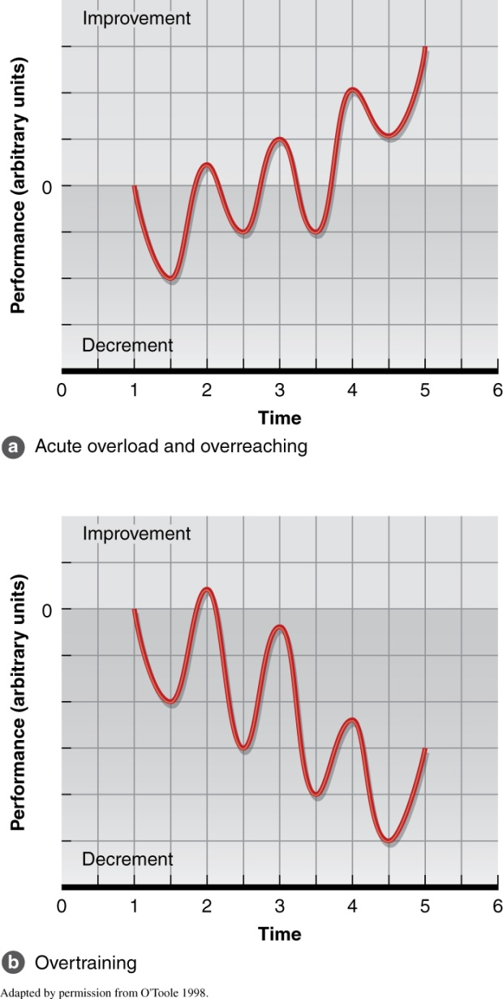 Improvement
Performance (arbitrary units)
0
Decrement
0 1 2 3 4 5 6
Time
a Acute overload and overreaching
Improvement
Performance (arbitrary units)
0
Decrement
0 1 2 3 4 5 6
Time
b Overtraining
Adapted by permission from O'Toole 1998.